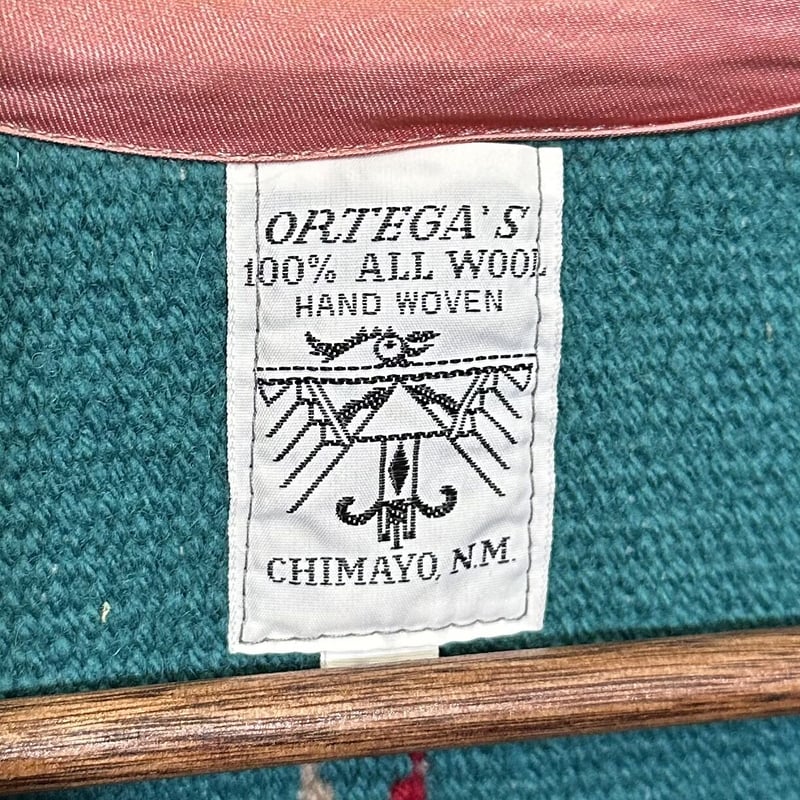 ORTEGA'S
100% ALL WOOL
HAND WOVEN
CHIMAYO, N.M.